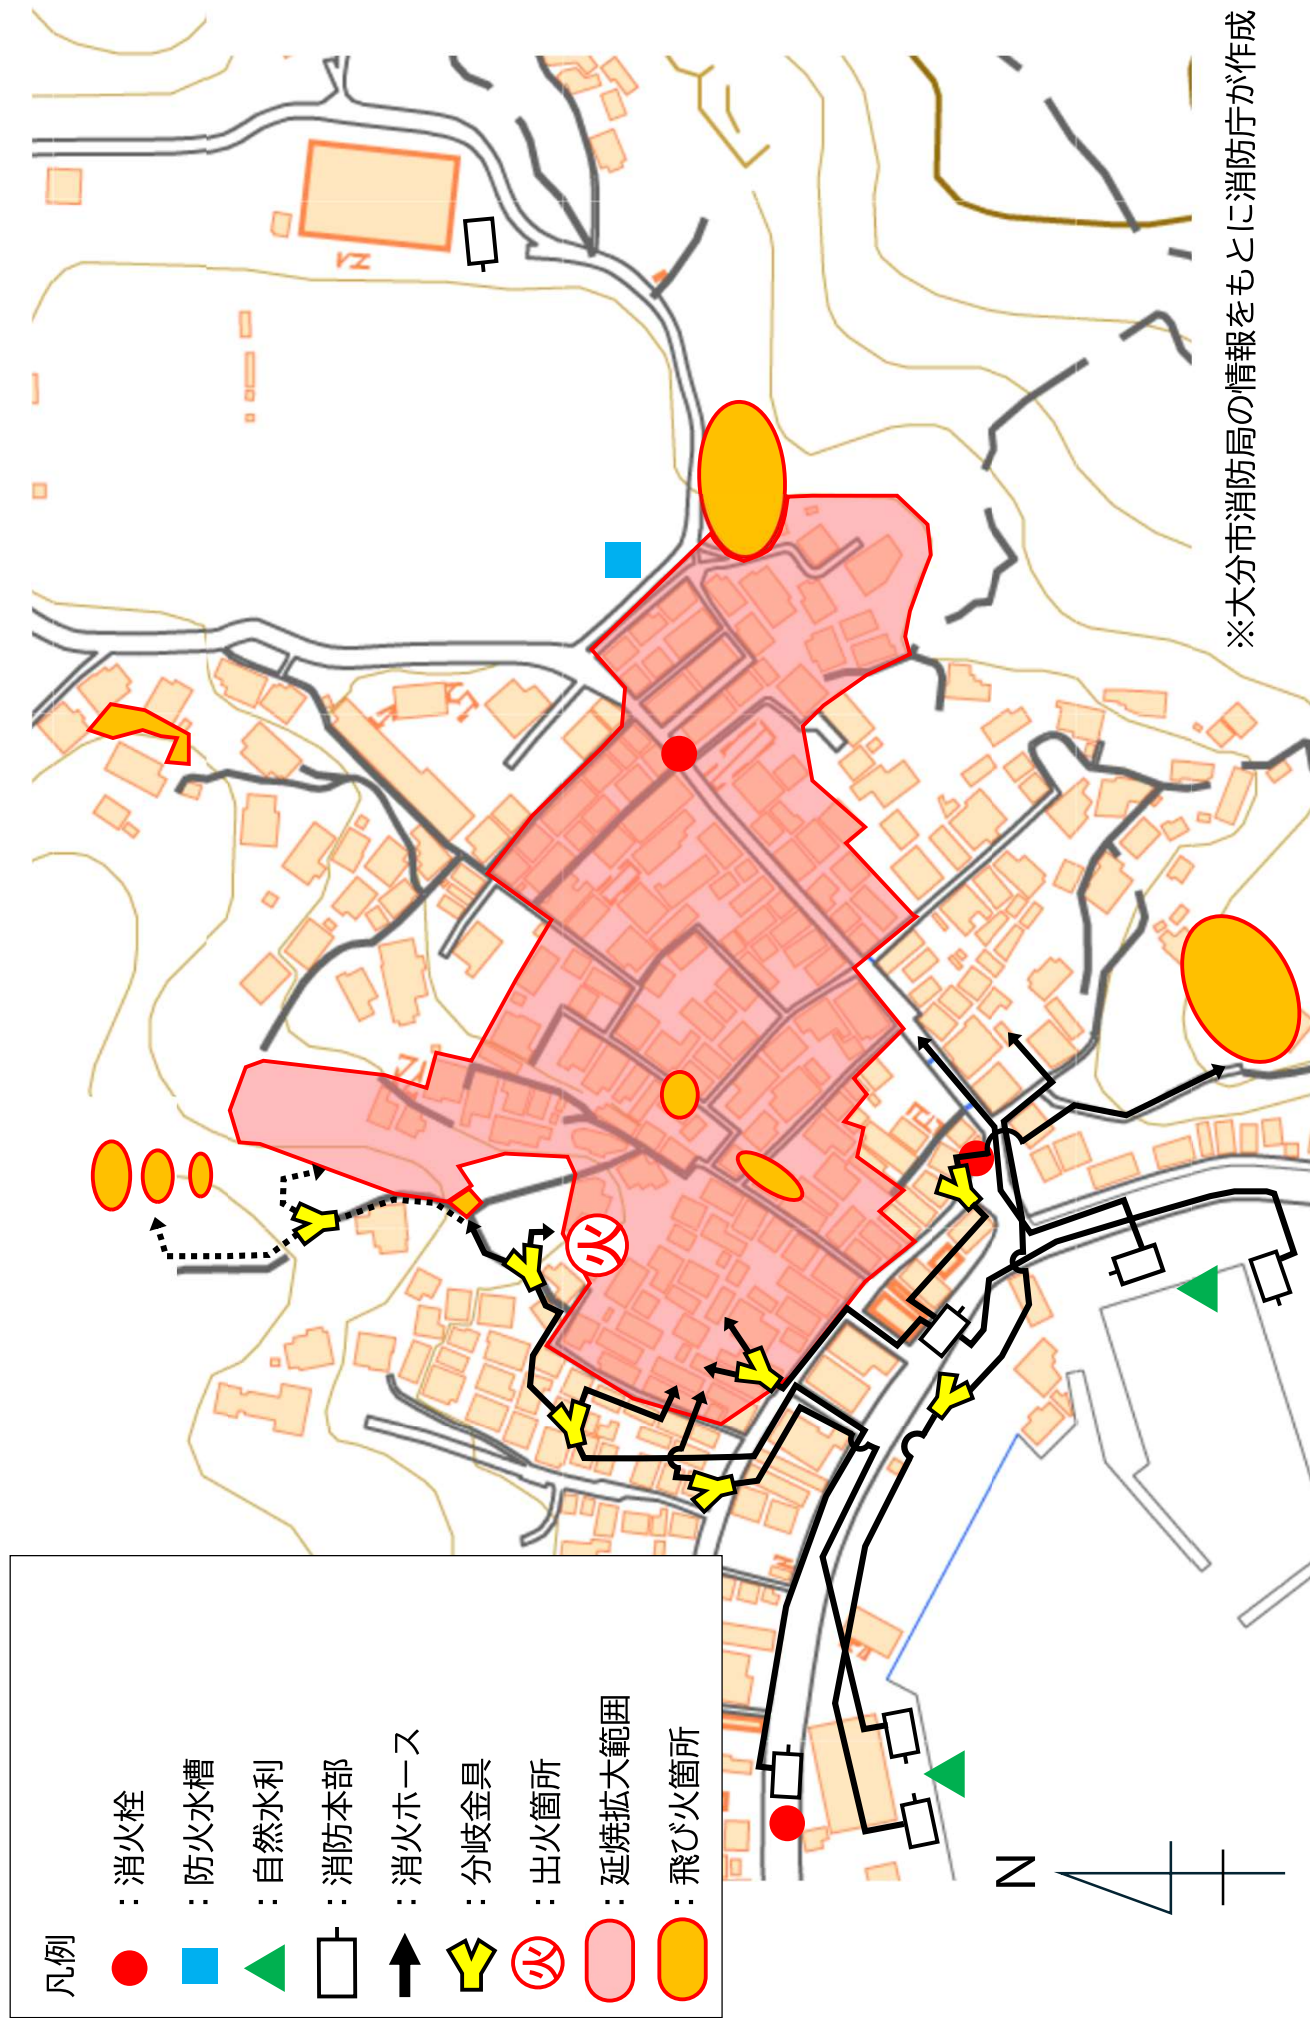 凡例
：消火栓
：防火水槽
：自然水利
：消防本部
：消火ホース
：分岐金具
：出火箇所
：延焼拡大範囲
：飛び火箇所
火
火
N
※大分市消防局の情報をもとに消防庁が作成